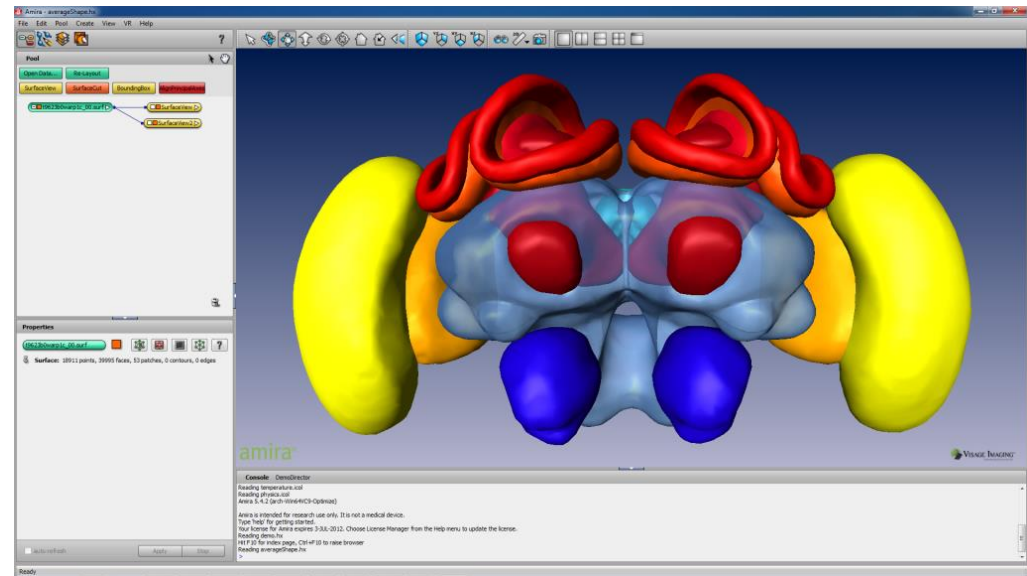 Amira - averageShape.hx
File Edit Pool Create View VR Help
?
Pool
Open Data... Re-Layout
SurfaceView SurfaceCut BoundingBox AlignPrincipalAxes
SurfaceView
SurfaceView2
Properties
?
Surface: 18911 points, 39995 faces, 53 patches, 0 contours, 0 edges
auto-refresh Apply Stop
Ready
amira
VISAGE IMAGING
Console DemoDirector
Reading temperature.icol
Reading physics.icol
Amira 5.4.2 (arch-Win64VC9-Optimize)
Amira is intended for research use only. It is not a medical device.
Type 'help' for getting started.
Your license for Amira expires 3-JUL-2012. Choose License Manager from the Help menu to update the license.
Reading demo.hx
Hit F10 for index page, Ctrl+F10 to raise browser
Reading averageShape.hx
>